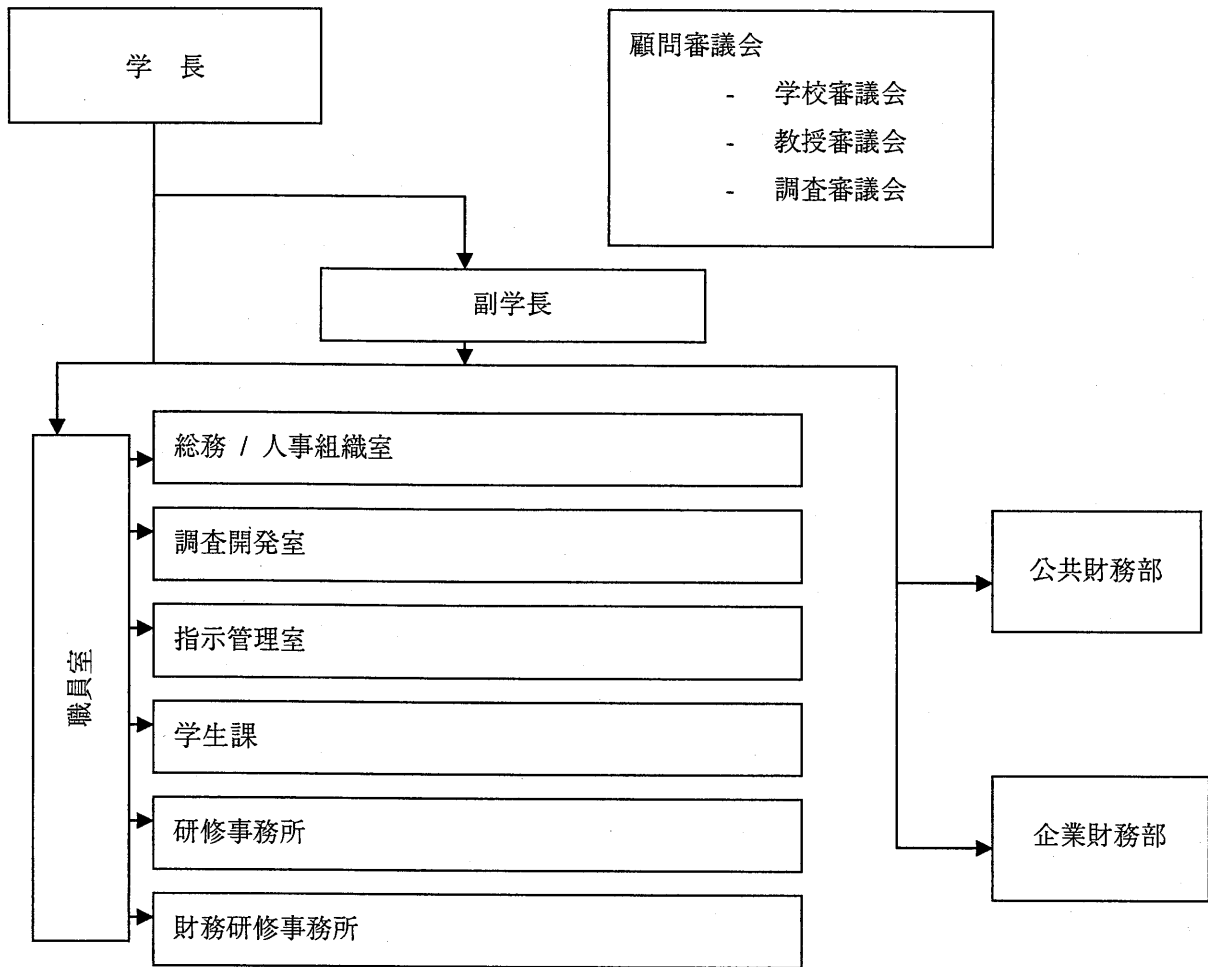 学 長
顧問審議会
- 学校審議会
- 教授審議会
- 調査審議会
副学長
職員室
総務 / 人事組織室
調査開発室
指示管理室
学生課
研修事務所
財務研修事務所
公共財務部
企業財務部